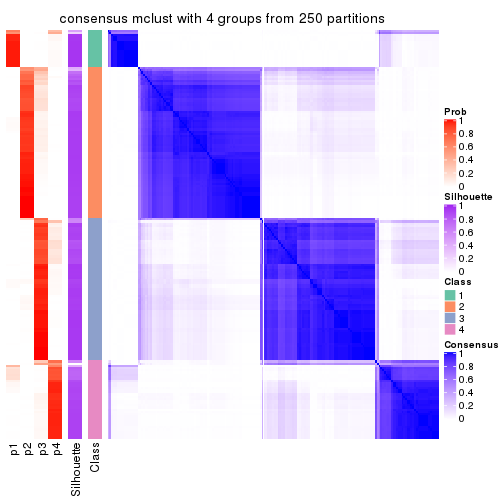 consensus mclust with 4 groups from 250 partitions
Prob
1
0.8
0.6
0.4
0.2
0
Silhouette
1
0.8
0.6
0.4
0.2
0
Class
1
2
3
4
Consensus
1
0.8
0.6
0.4
0.2
0
p1
p2
p3
p4
Silhouette
Class